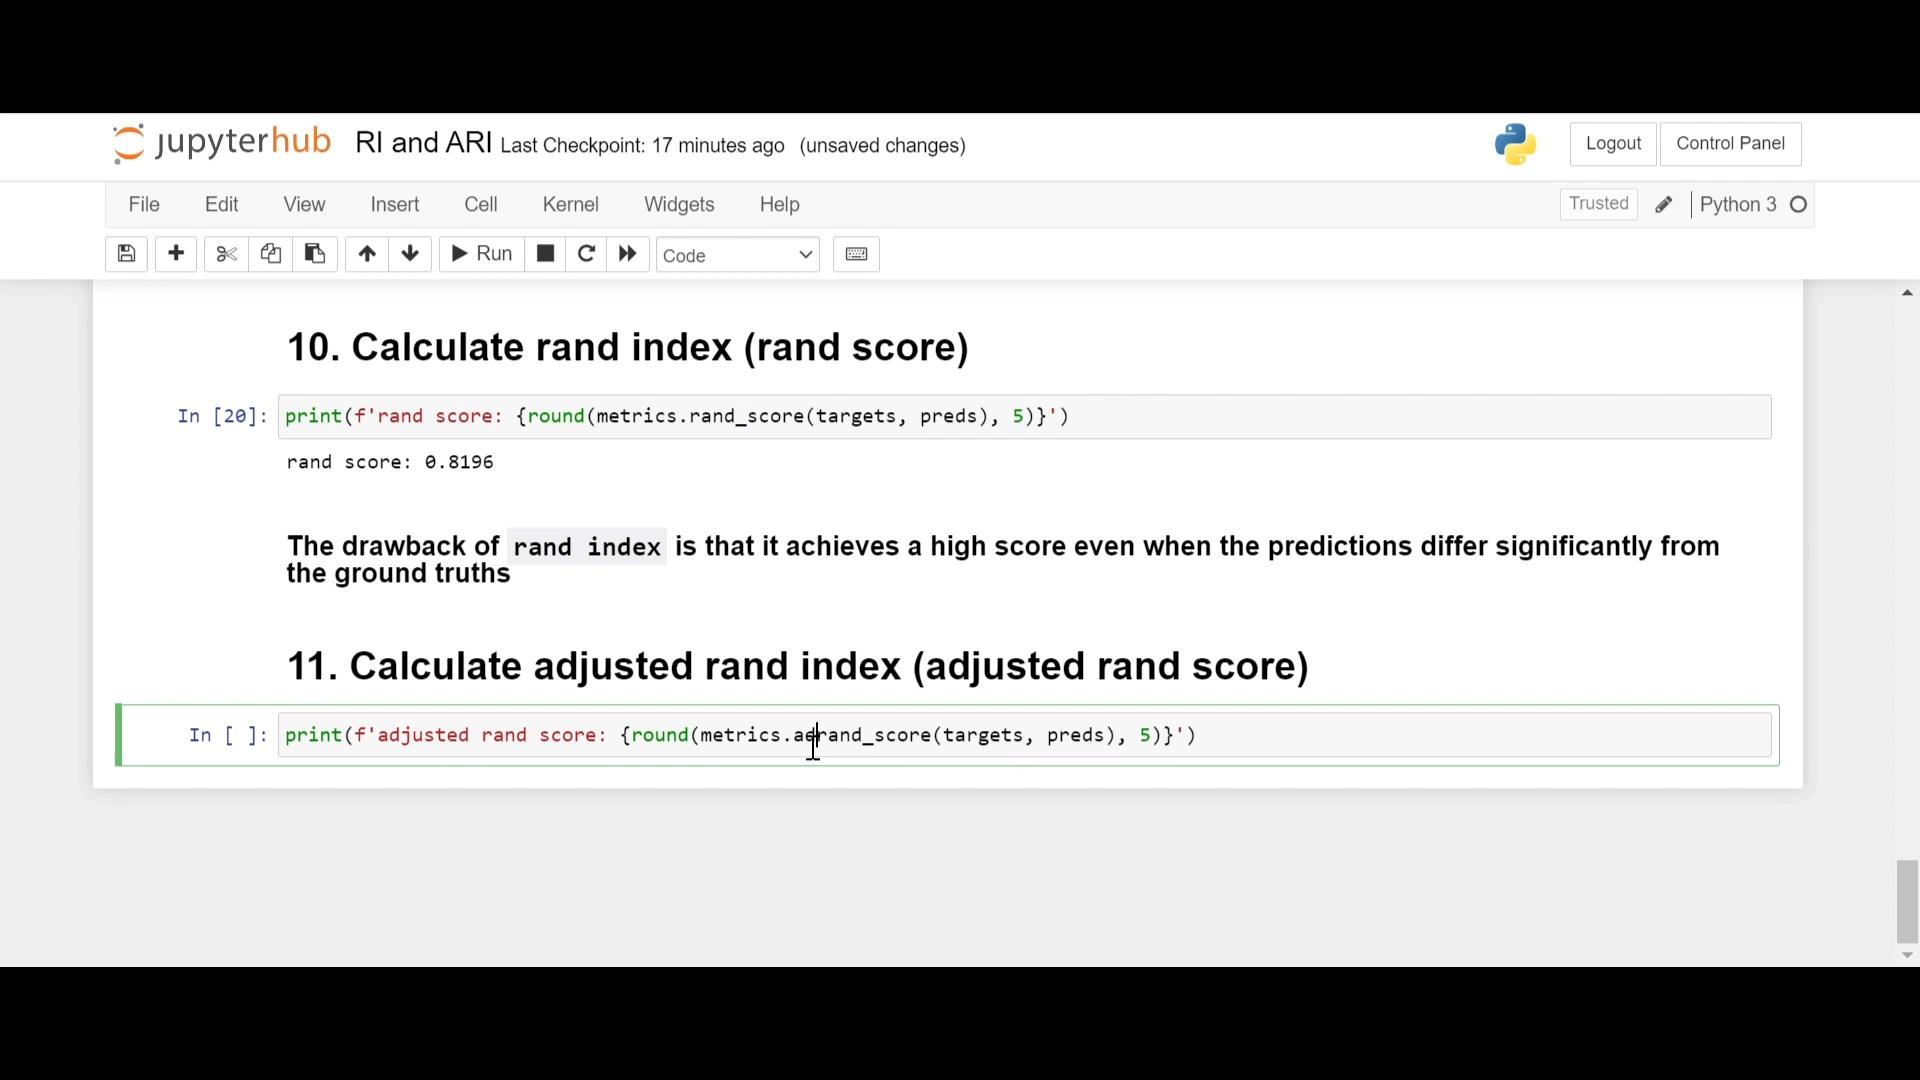 jupyterhub RI and ARI Last Checkpoint: 17 minutes ago (unsaved changes) Logout Control Panel
File Edit View Insert Cell Kernel Widgets Help Trusted Python 3
Run Code
10. Calculate rand index (rand score)
In [20]: print(f'rand score: {round(metrics.rand_score(targets, preds), 5)}')
rand score: 0.8196
The drawback of rand index is that it achieves a high score even when the predictions differ significantly from
the ground truths
11. Calculate adjusted rand index (adjusted rand score)
In [ ]: print(f'adjusted rand score: {round(metrics.adrand_score(targets, preds), 5)}')